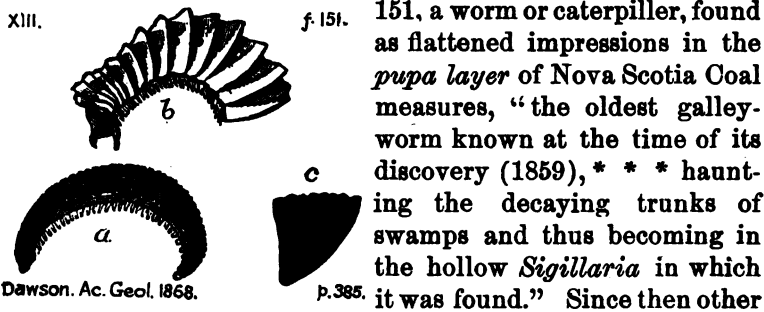 XIII.
f. 151.
b
a
c
Dawson. Ac. Geol. 1868.
p. 385.
151, a worm or caterpiller, found
as flattened impressions in the
pupa layer of Nova Scotia Coal
measures, “the oldest galley-
worm known at the time of its
discovery (1859), * * * haunt-
ing the decaying trunks of
swamps and thus becoming in
the hollow Sigillaria in which
it was found.” Since then other